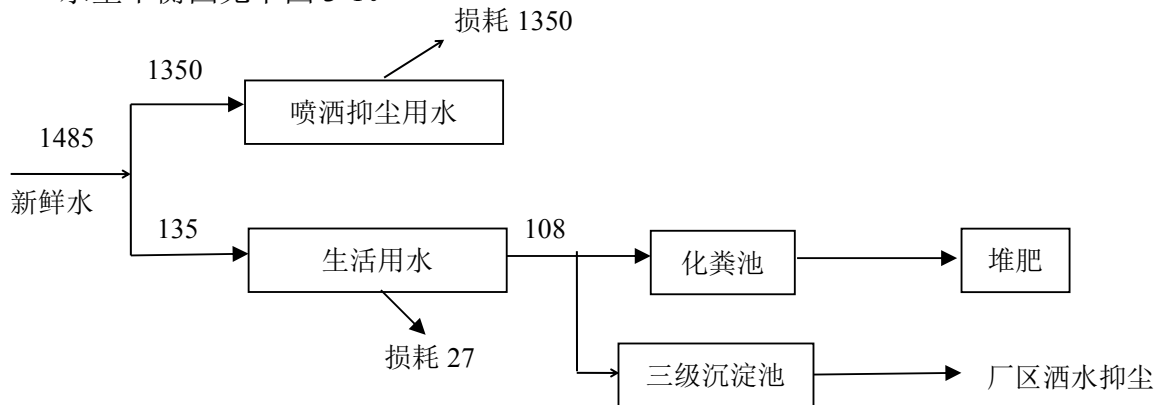 损耗 1350
1350
喷洒抑尘用水
1485
新鲜水
135
生活用水
108
化粪池
堆肥
损耗 27
三级沉淀池
厂区洒水抑尘